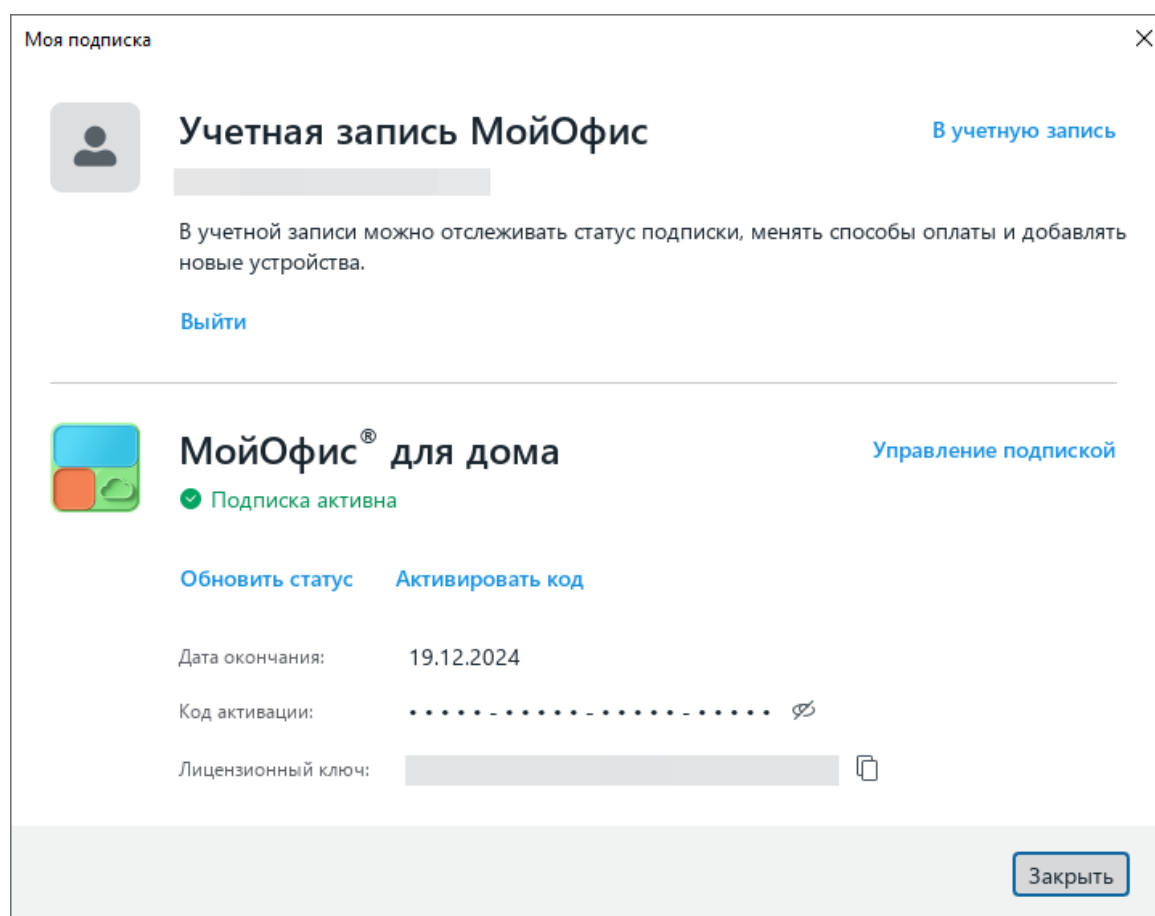 Моя подписка
Учетная запись МойОфис
В учетную запись
В учетной записи можно отслеживать статус подписки, менять способы оплаты и добавлять
новые устройства.
Выйти
МойОфис® для дома
Управление подпиской
Подписка активна
Обновить статус Активировать код
Дата окончания: 19.12.2024
Код активации: •••••-•••••-•••••-•••••
Лицензионный ключ:
Закрыть